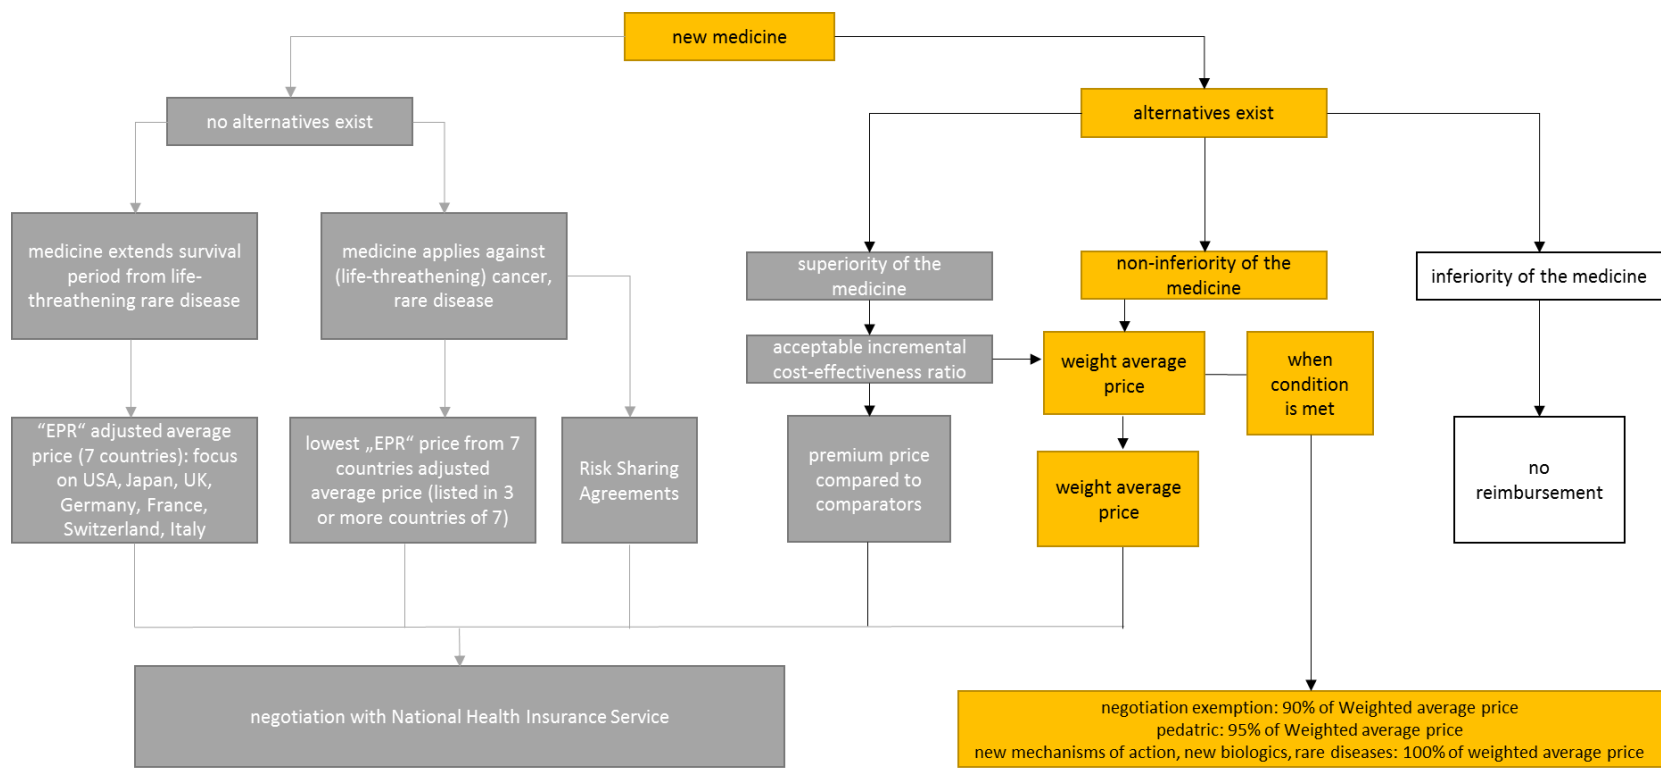 new medicine
no alternatives exist
alternatives exist
medicine extends survival
period from life-
threathening rare disease
medicine applies against
(life-threathening) cancer,
rare disease
superiority of the
medicine
non-inferiority of the
medicine
inferiority of the medicine
acceptable incremental
cost-effectiveness ratio
weight average
price
when
condition
is met
“EPR“ adjusted average
price (7 countries): focus
on USA, Japan, UK,
Germany, France,
Switzerland, Italy
lowest „EPR“ price from 7
countries adjusted
average price (listed in 3
or more countries of 7)
Risk Sharing
Agreements
premium price
compared to
comparators
weight average
price
no
reimbursement
negotiation with National Health Insurance Service
negotiation exemption: 90% of Weighted average price
pedatric: 95% of Weighted average price
new mechanisms of action, new biologics, rare diseases: 100% of weighted average price